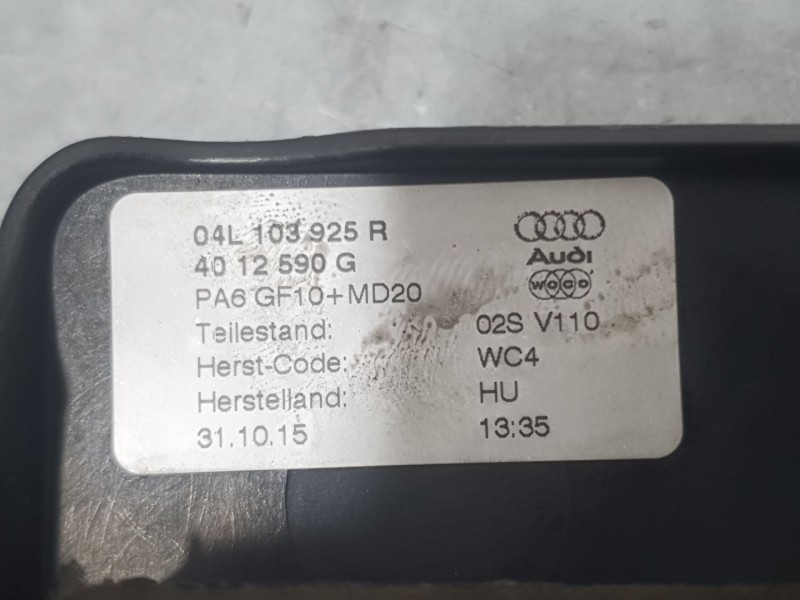 04L 103 925 R
40 12 590 G
Audi
PA6 GF10+MD20
WOCO
Teilestand: 02S V110
Herst-Code: WC4
Herstelland: HU
31.10.15 13:35